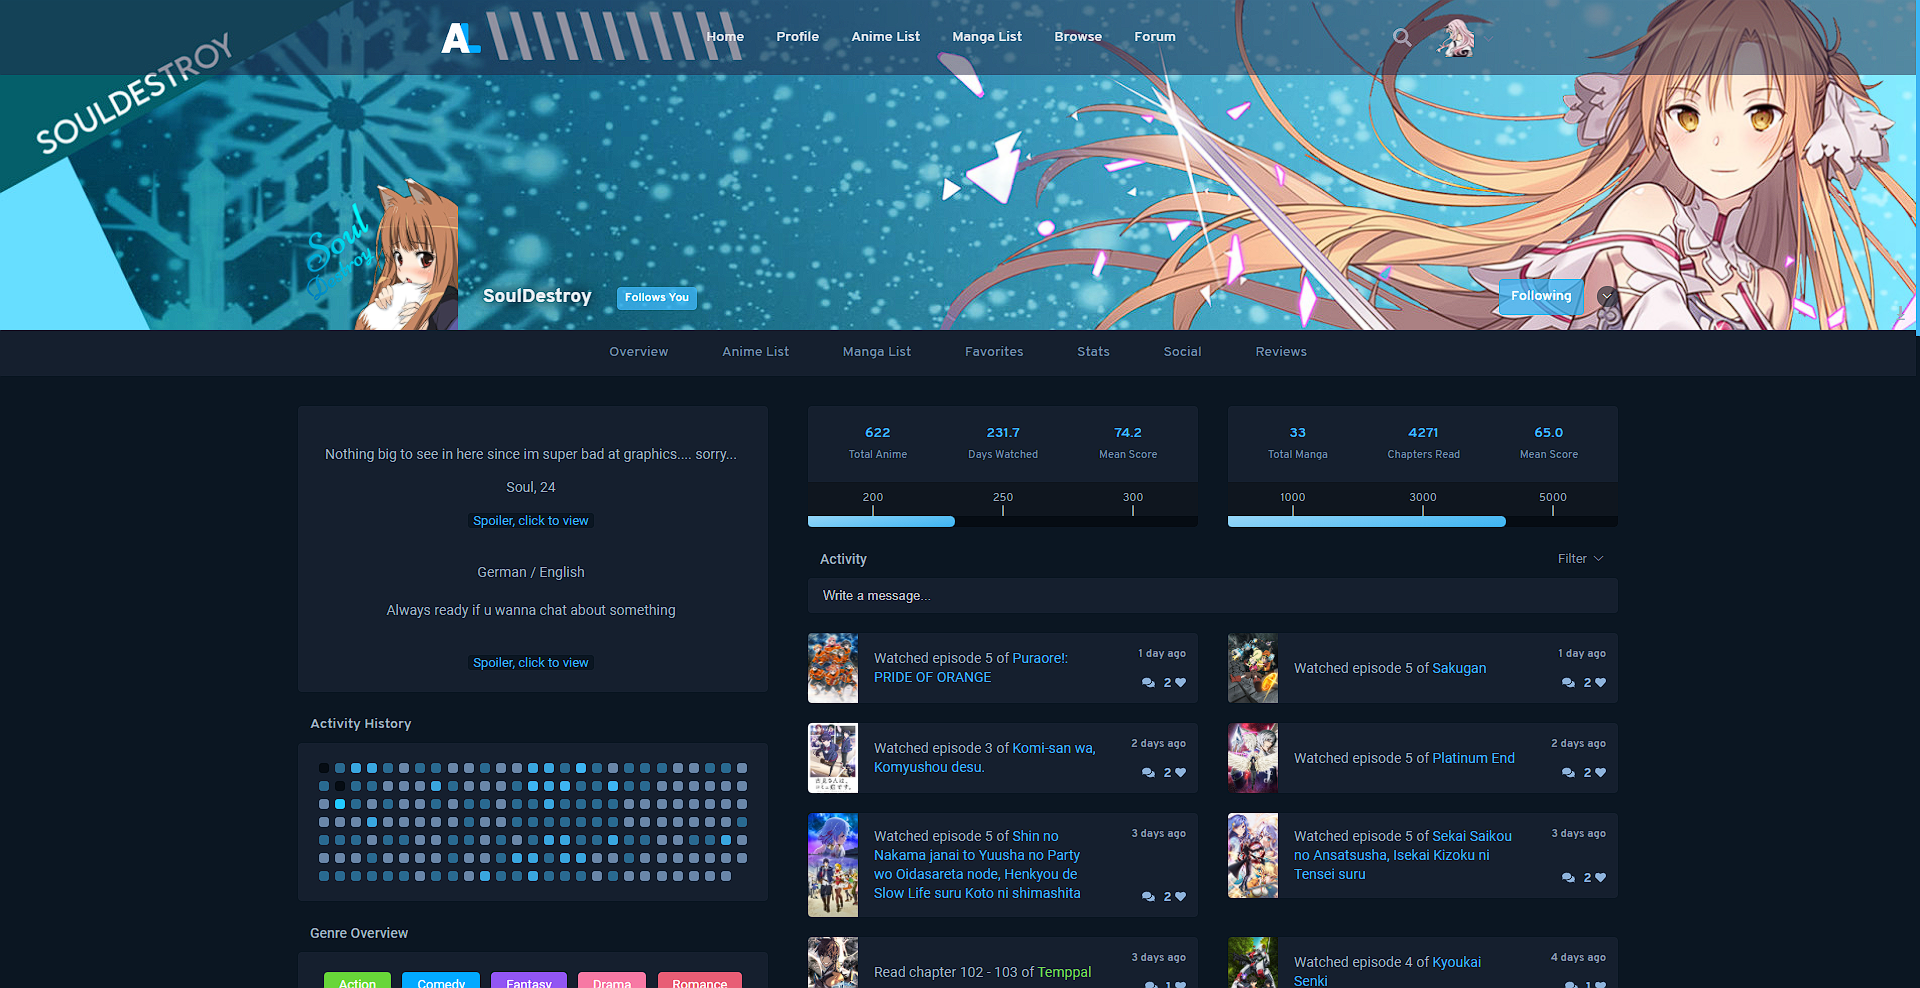 SOULDESTROY
AL
Home Profile Anime List Manga List Browse Forum
Soul
Destroy
SoulDestroy
Follows You
Following
Overview Anime List Manga List Favorites Stats Social Reviews
Nothing big to see in here since im super bad at graphics.... sorry...
Soul, 24
Spoiler, click to view
German / English
Always ready if u wanna chat about something
Spoiler, click to view
Activity History
Genre Overview
Action Comedy Fantasy Drama Romance
622 231.7 74.2
Total Anime Days Watched Mean Score
200 250 300
33 4271 65.0
Total Manga Chapters Read Mean Score
1000 3000 5000
Activity
Filter
Write a message...
Watched episode 5 of Puraore!:
PRIDE OF ORANGE
1 day ago
2
Watched episode 5 of Sakugan
1 day ago
2
Watched episode 3 of Komi-san wa,
Komyushou desu.
2 days ago
2
Watched episode 5 of Platinum End
2 days ago
2
Watched episode 5 of Shin no
Nakama janai to Yuusha no Party
wo Oidasareta node, Henkyou de
Slow Life suru Koto ni shimashita
3 days ago
2
Watched episode 5 of Sekai Saikou
no Ansatsusha, Isekai Kizoku ni
Tensei suru
3 days ago
2
Read chapter 102 - 103 of Temppal
3 days ago
1
Watched episode 4 of Kyoukai
Senki
4 days ago
1